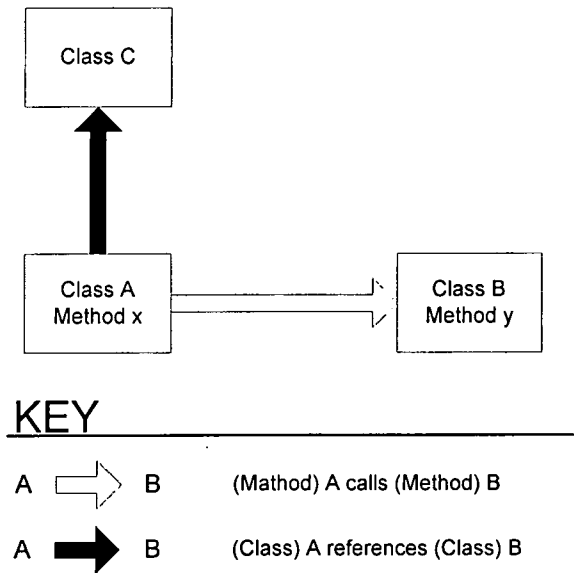 Class C
Class A
Method x
Class B
Method y
KEY
A B (Mathod) A calls (Method) B
A B (Class) A references (Class) B